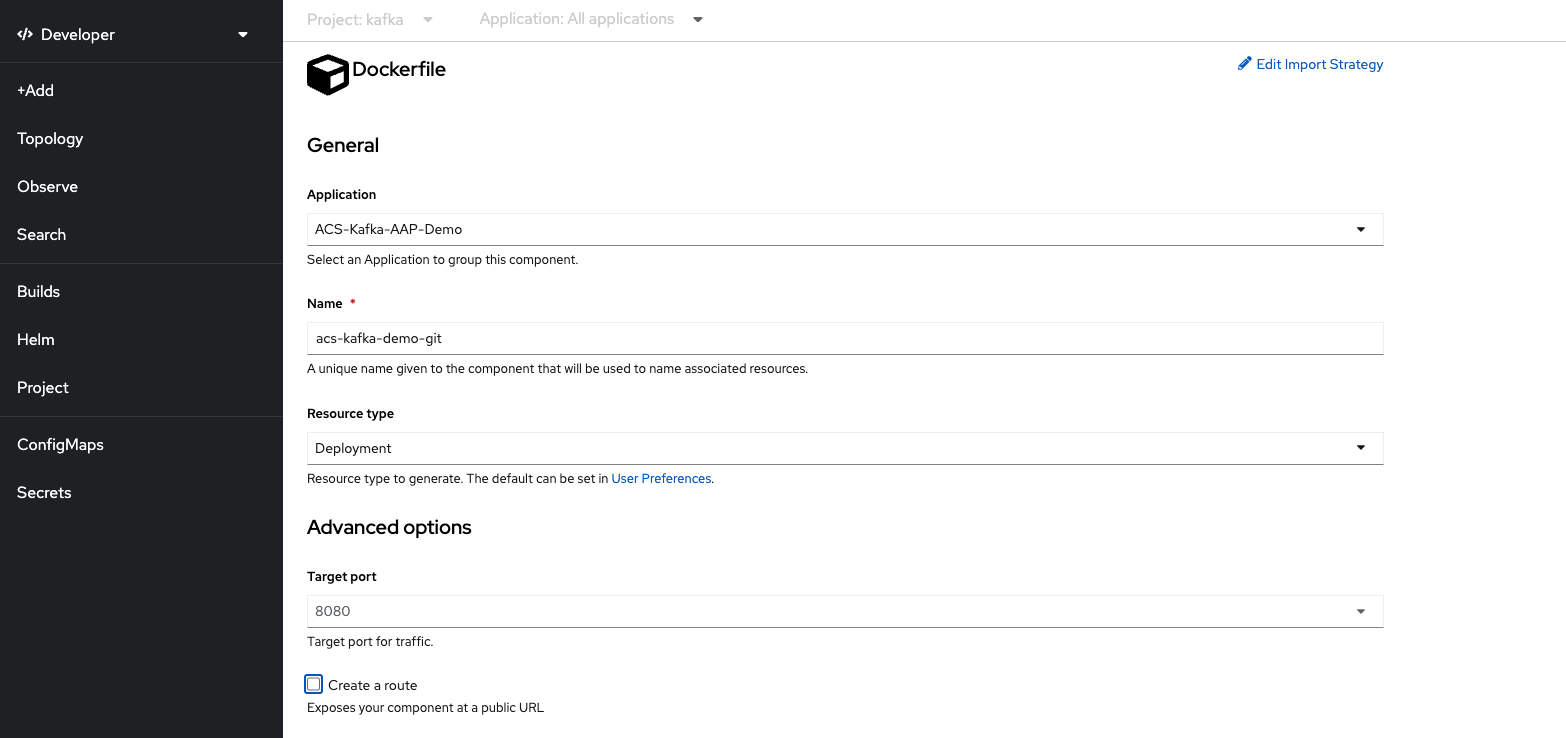 Developer
+Add
Topology
Observe
Search
Builds
Helm
Project
ConfigMaps
Secrets
Project: kafka
Application: All applications
Dockerfile
Edit Import Strategy
General
Application
ACS-Kafka-AAP-Demo
Select an Application to group this component.
Name *
acs-kafka-demo-git
A unique name given to the component that will be used to name associated resources.
Resource type
Deployment
Resource type to generate. The default can be set in User Preferences.
Advanced options
Target port
8080
Target port for traffic.
Create a route
Exposes your component at a public URL